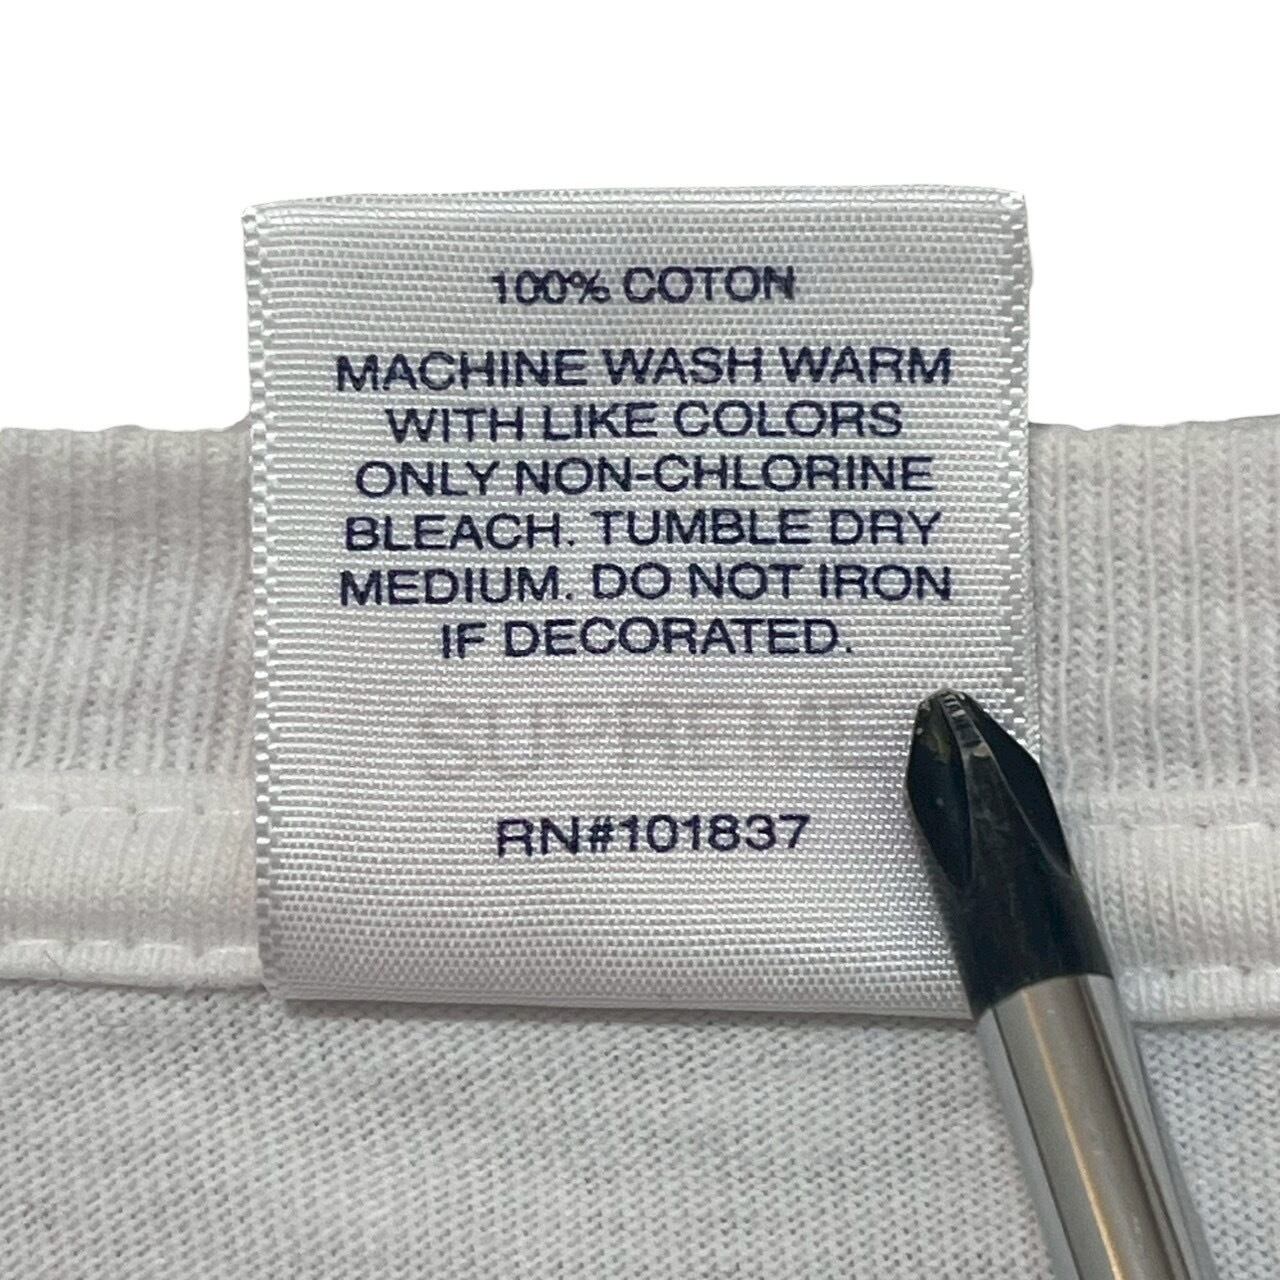 100% COTON
MACHINE WASH WARM
WITH LIKE COLORS
ONLY NON-CHLORINE
BLEACH. TUMBLE DRY
MEDIUM. DO NOT IRON
IF DECORATED.
RN#101837